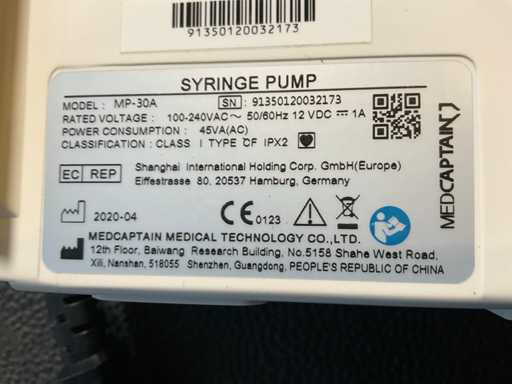 91350120032173
SYRINGE PUMP
MODEL : MP-30A SN : 91350120032173
RATED VOLTAGE : 100-240VAC ~ 50/60Hz 12 VDC ⎓ 1A
POWER CONSUMPTION : 45VA(AC)
CLASSIFICATION : CLASS I TYPE CF IPX2
EC REP Shanghai International Holding Corp. GmbH(Europe)
Eiffestrasse 80, 20537 Hamburg, Germany
2020-04
CE 0123
MEDCAPTAIN MEDICAL TECHNOLOGY CO.,LTD.
12th Floor, Baiwang Research Building, No.5158 Shahe West Road,
Xili, Nanshan, 518055 Shenzhen, Guangdong, PEOPLE'S REPUBLIC OF CHINA
MEDCAPTAIN